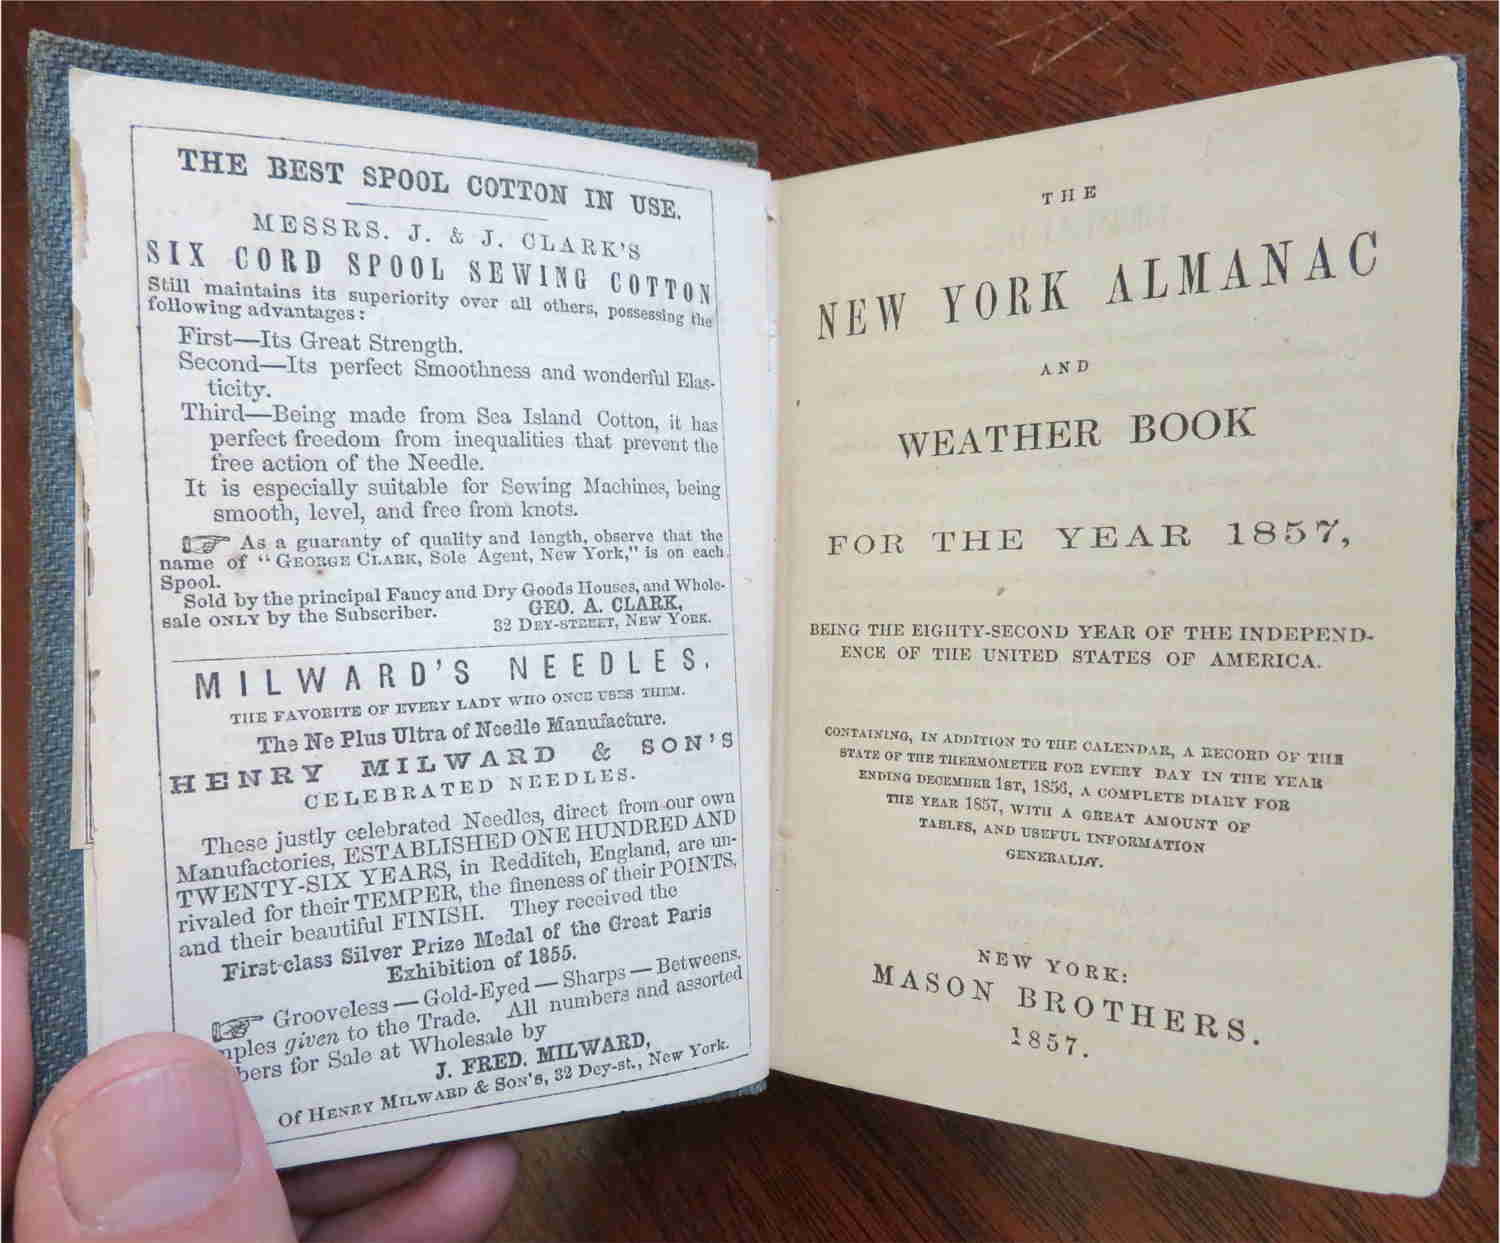 THE BEST SPOOL COTTON IN USE.
MESSRS. J. & J. CLARK'S
SIX CORD SPOOL SEWING COTTON
Still maintains its superiority over all others, possessing the
following advantages:
First—Its Great Strength.
Second—Its perfect Smoothness and wonderful Elas-
ticity.
Third—Being made from Sea Island Cotton, it has
perfect freedom from inequalities that prevent the
free action of the Needle.
It is especially suitable for Sewing Machines, being
smooth, level, and free from knots.
☞ As a guaranty of quality and length, observe that the
name of "GEORGE CLARK, Sole Agent, New York," is on each
Spool.
Sold by the principal Fancy and Dry Goods Houses, and Whole-
sale ONLY by the Subscriber. GEO. A. CLARK,
32 DEY-STREET, NEW YORK.
MILWARD'S NEEDLES.
THE FAVORITE OF EVERY LADY WHO ONCE USES THEM.
The Ne Plus Ultra of Needle Manufacture.
HENRY MILWARD & SON'S
CELEBRATED NEEDLES.
These justly celebrated Needles, direct from our own
Manufactories, ESTABLISHED ONE HUNDRED AND
TWENTY-SIX YEARS, in Redditch, England, are un-
rivaled for their TEMPER, the fineness of their POINTS,
and their beautiful FINISH. They received the
First-class Silver Prize Medal of the Great Paris
Exhibition of 1855.
☞ Grooveless—Gold-Eyed—Sharps—Betweens.
mples given to the Trade. All numbers and assorted
bers for Sale at Wholesale by
J. FRED. MILWARD,
Of HENRY MILWARD & SON'S, 32 Dey-st., New York.
THE
NEW YORK ALMANAC
AND
WEATHER BOOK
FOR THE YEAR 1857,
BEING THE EIGHTY-SECOND YEAR OF THE INDEPEND-
ENCE OF THE UNITED STATES OF AMERICA.
CONTAINING, IN ADDITION TO THE CALENDAR, A RECORD OF THE
STATE OF THE THERMOMETER FOR EVERY DAY IN THE YEAR
ENDING DECEMBER 1ST, 1856, A COMPLETE DIARY FOR
THE YEAR 1857, WITH A GREAT AMOUNT OF
TABLES, AND USEFUL INFORMATION
GENERALLY.
NEW YORK:
MASON BROTHERS.
1857.